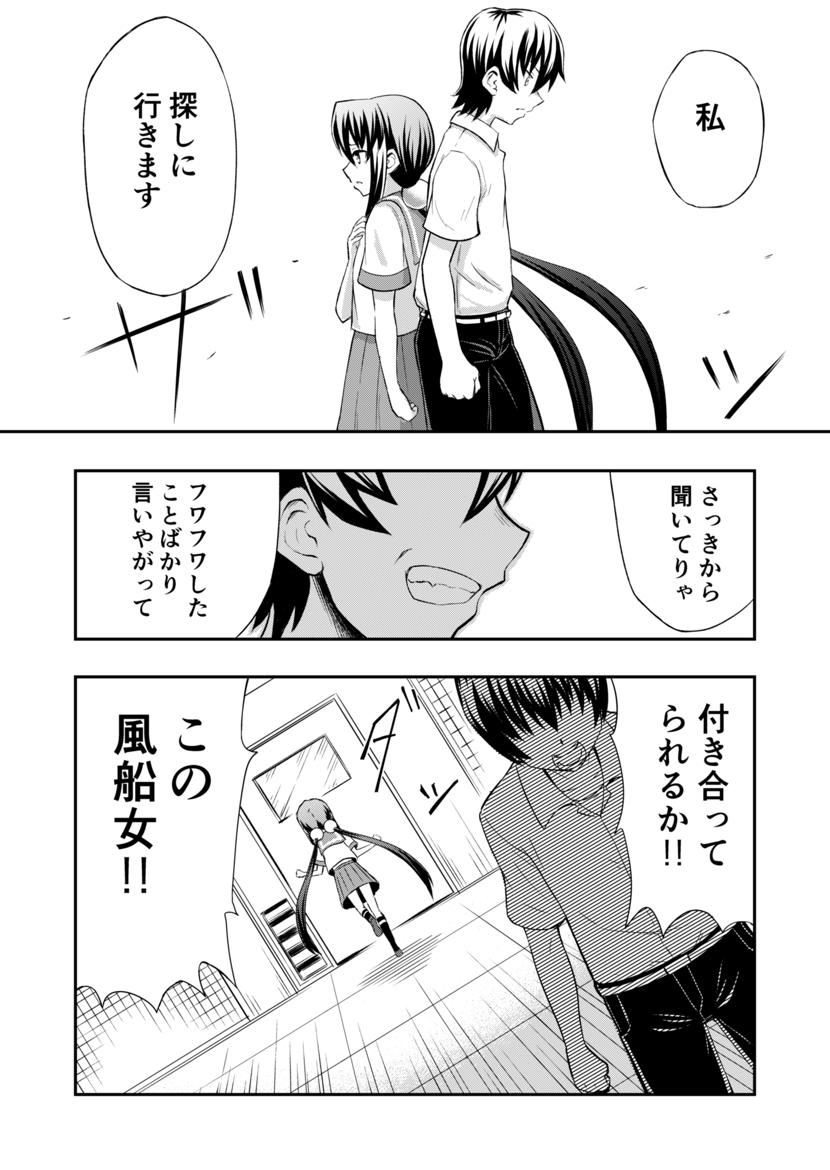 私
探しに
行きます
ザッ
さっきから
聞いてりゃ
フワフワした
ことばかり
言いやがって
付き合って
られるか!!
タッ
この
風船女!!